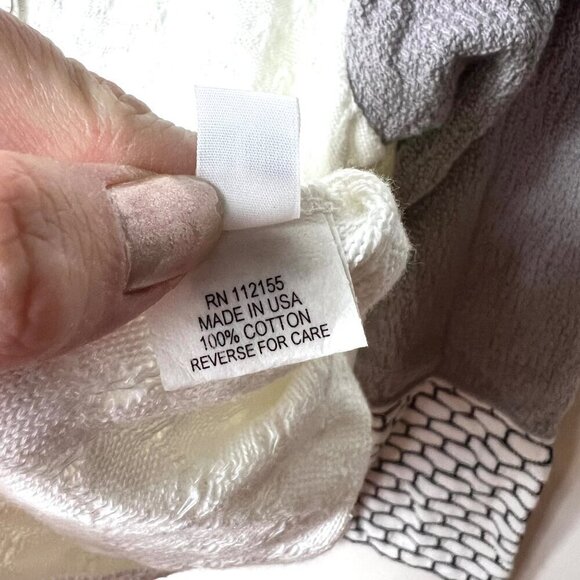 RN 112155
MADE IN USA
100% COTTON
REVERSE FOR CARE